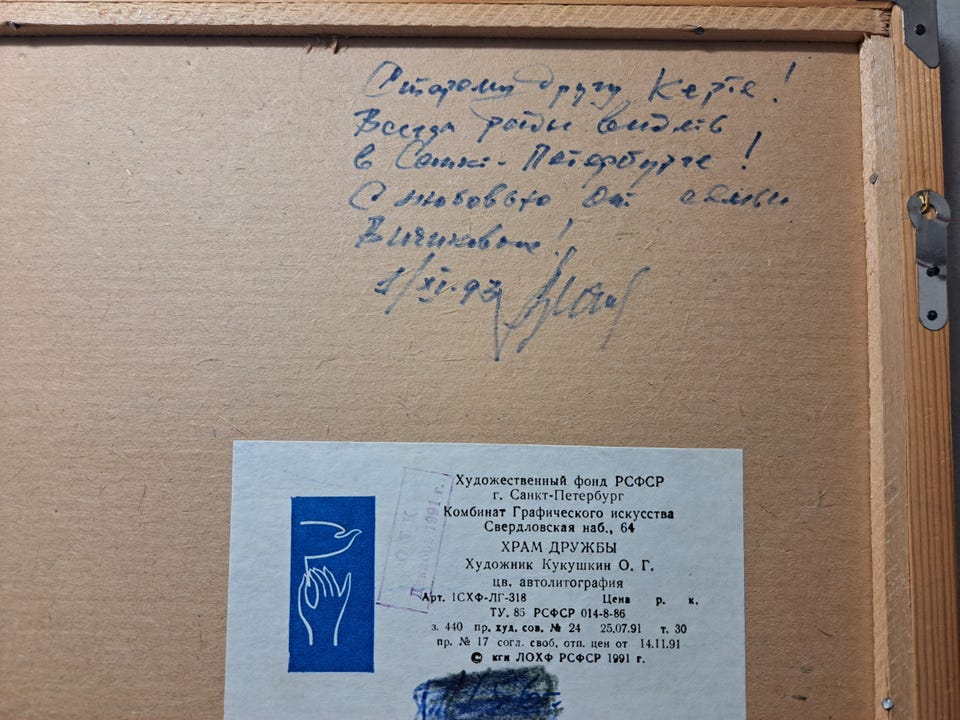 Старому другу Керте!
Всегда рады видеть
в Санкт-Петербурге!
С любовью от семьи
1/XI-93
Художественный фонд РСФСР
г. Санкт-Петербург
Комбинат Графического искусства
Свердловская наб., 64
ХРАМ ДРУЖБЫ
Художник Кукушкин О. Г.
цв. автолитография
Арт. 1СХФ-ЛГ-318 Цена р. к.
ТУ. 85 РСФСР 014-8-86
з. 440 пр. худ. сов. № 24 25.07.91 т. 30
пр. № 17 согл. своб. отп. цен от 14.11.91
© кги ЛОХФ РСФСР 1991 г.
ОТК
1991 г.